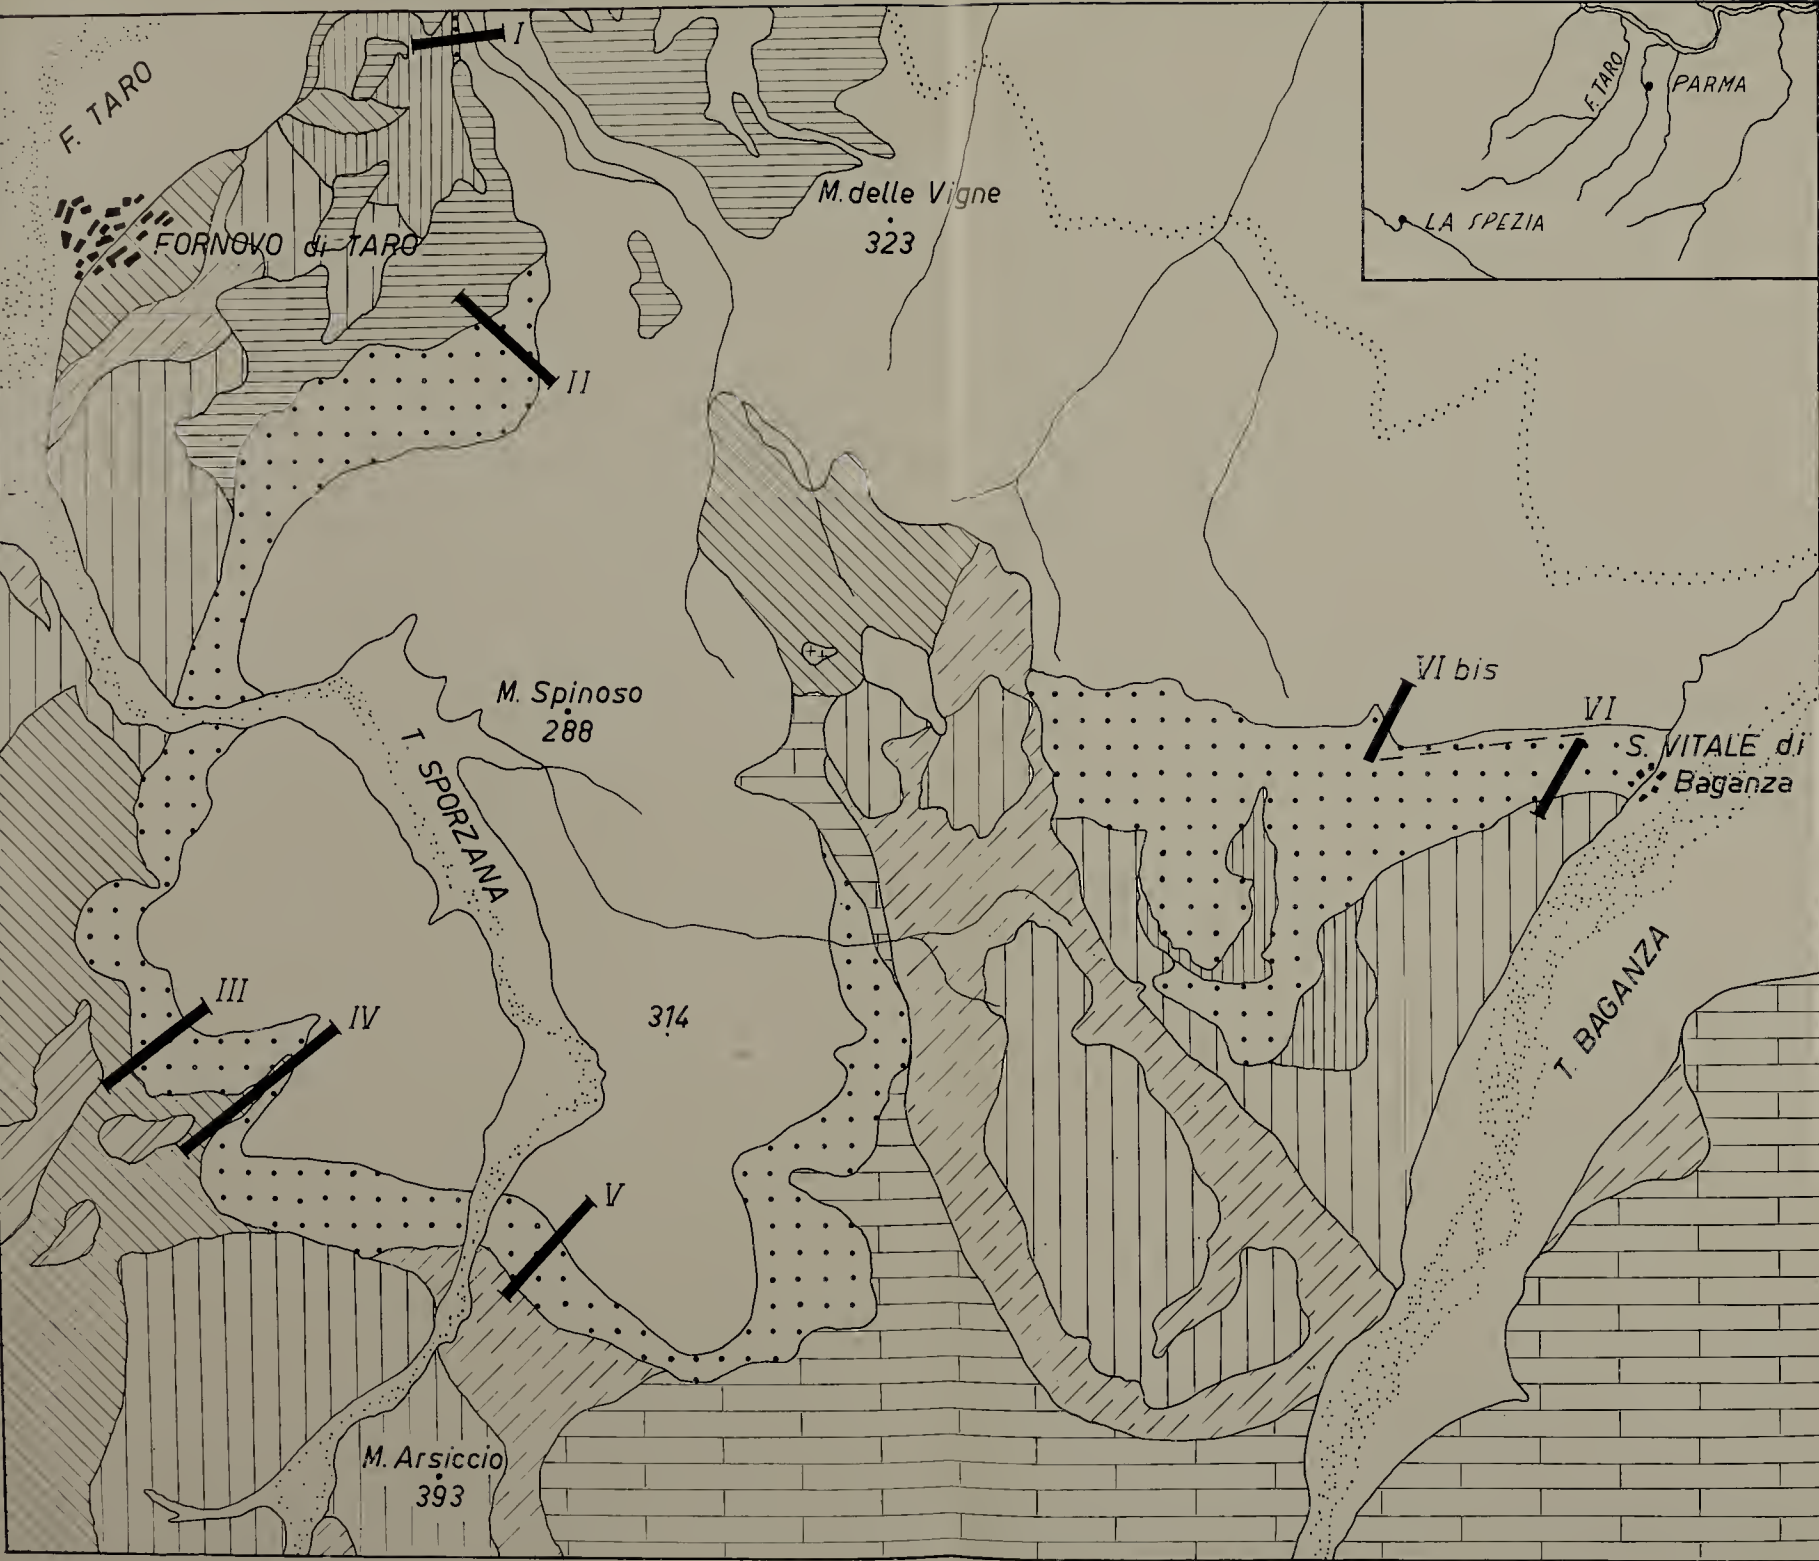 I
F. TARO
F. TARO
PARMA
LA SPEZIA
M. delle Vigne
323
FORNOVO di TARO
II
M. Spinoso
288
T. SPORZANA
VI bis
VI
S. VITALE di
Baganza
T. BAGANZA
III
IV
314
V
M. Arsiccio
393